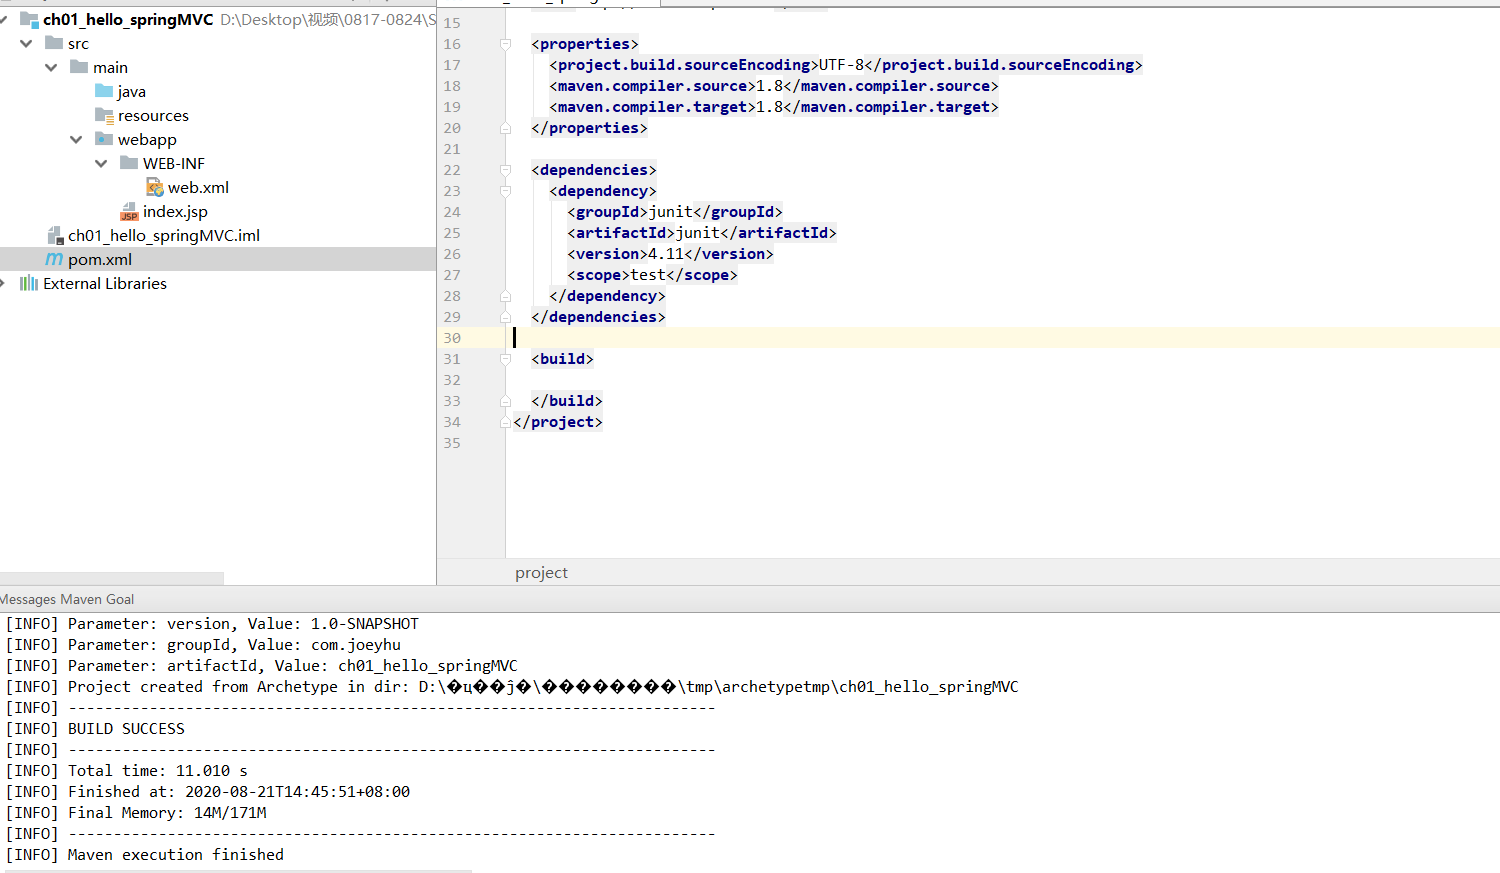 ch01_hello_springMVC D:\Desktop\视频\0817-0824\S
src
main
java
resources
webapp
WEB-INF
web.xml
JSP index.jsp
ch01_hello_springMVC.iml
m pom.xml
External Libraries
15
16 <properties>
17 <project.build.sourceEncoding>UTF-8</project.build.sourceEncoding>
18 <maven.compiler.source>1.8</maven.compiler.source>
19 <maven.compiler.target>1.8</maven.compiler.target>
20 </properties>
21
22 <dependencies>
23 <dependency>
24 <groupId>junit</groupId>
25 <artifactId>junit</artifactId>
26 <version>4.11</version>
27 <scope>test</scope>
28 </dependency>
29 </dependencies>
30
31 <build>
32
33 </build>
34 </project>
35
project
Messages Maven Goal
[INFO] Parameter: version, Value: 1.0-SNAPSHOT
[INFO] Parameter: groupId, Value: com.joeyhu
[INFO] Parameter: artifactId, Value: ch01_hello_springMVC
[INFO] Project created from Archetype in dir: D:\�ҵ��ĵ�\��������\tmp\archetypetmp\ch01_hello_springMVC
[INFO] ------------------------------------------------------------------------
[INFO] BUILD SUCCESS
[INFO] ------------------------------------------------------------------------
[INFO] Total time: 11.010 s
[INFO] Finished at: 2020-08-21T14:45:51+08:00
[INFO] Final Memory: 14M/171M
[INFO] ------------------------------------------------------------------------
[INFO] Maven execution finished